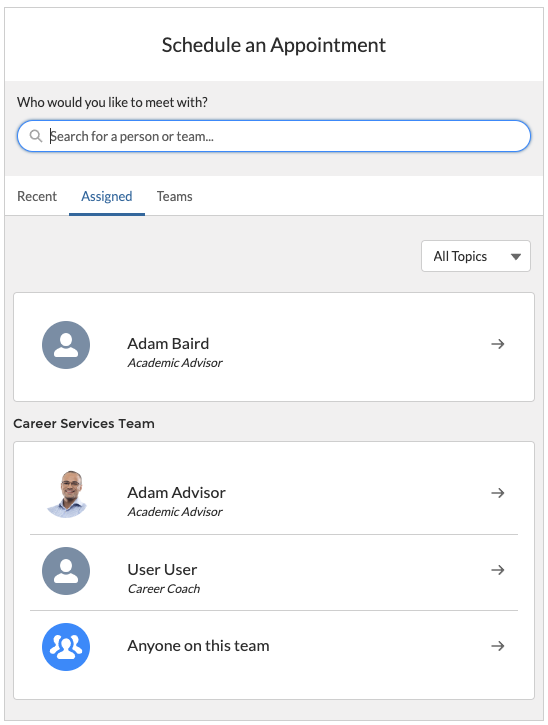 Schedule an Appointment
Who would you like to meet with?
Search for a person or team...
Recent Assigned Teams
All Topics
Adam Baird
Academic Advisor
Career Services Team
Adam Advisor
Academic Advisor
User User
Career Coach
Anyone on this team